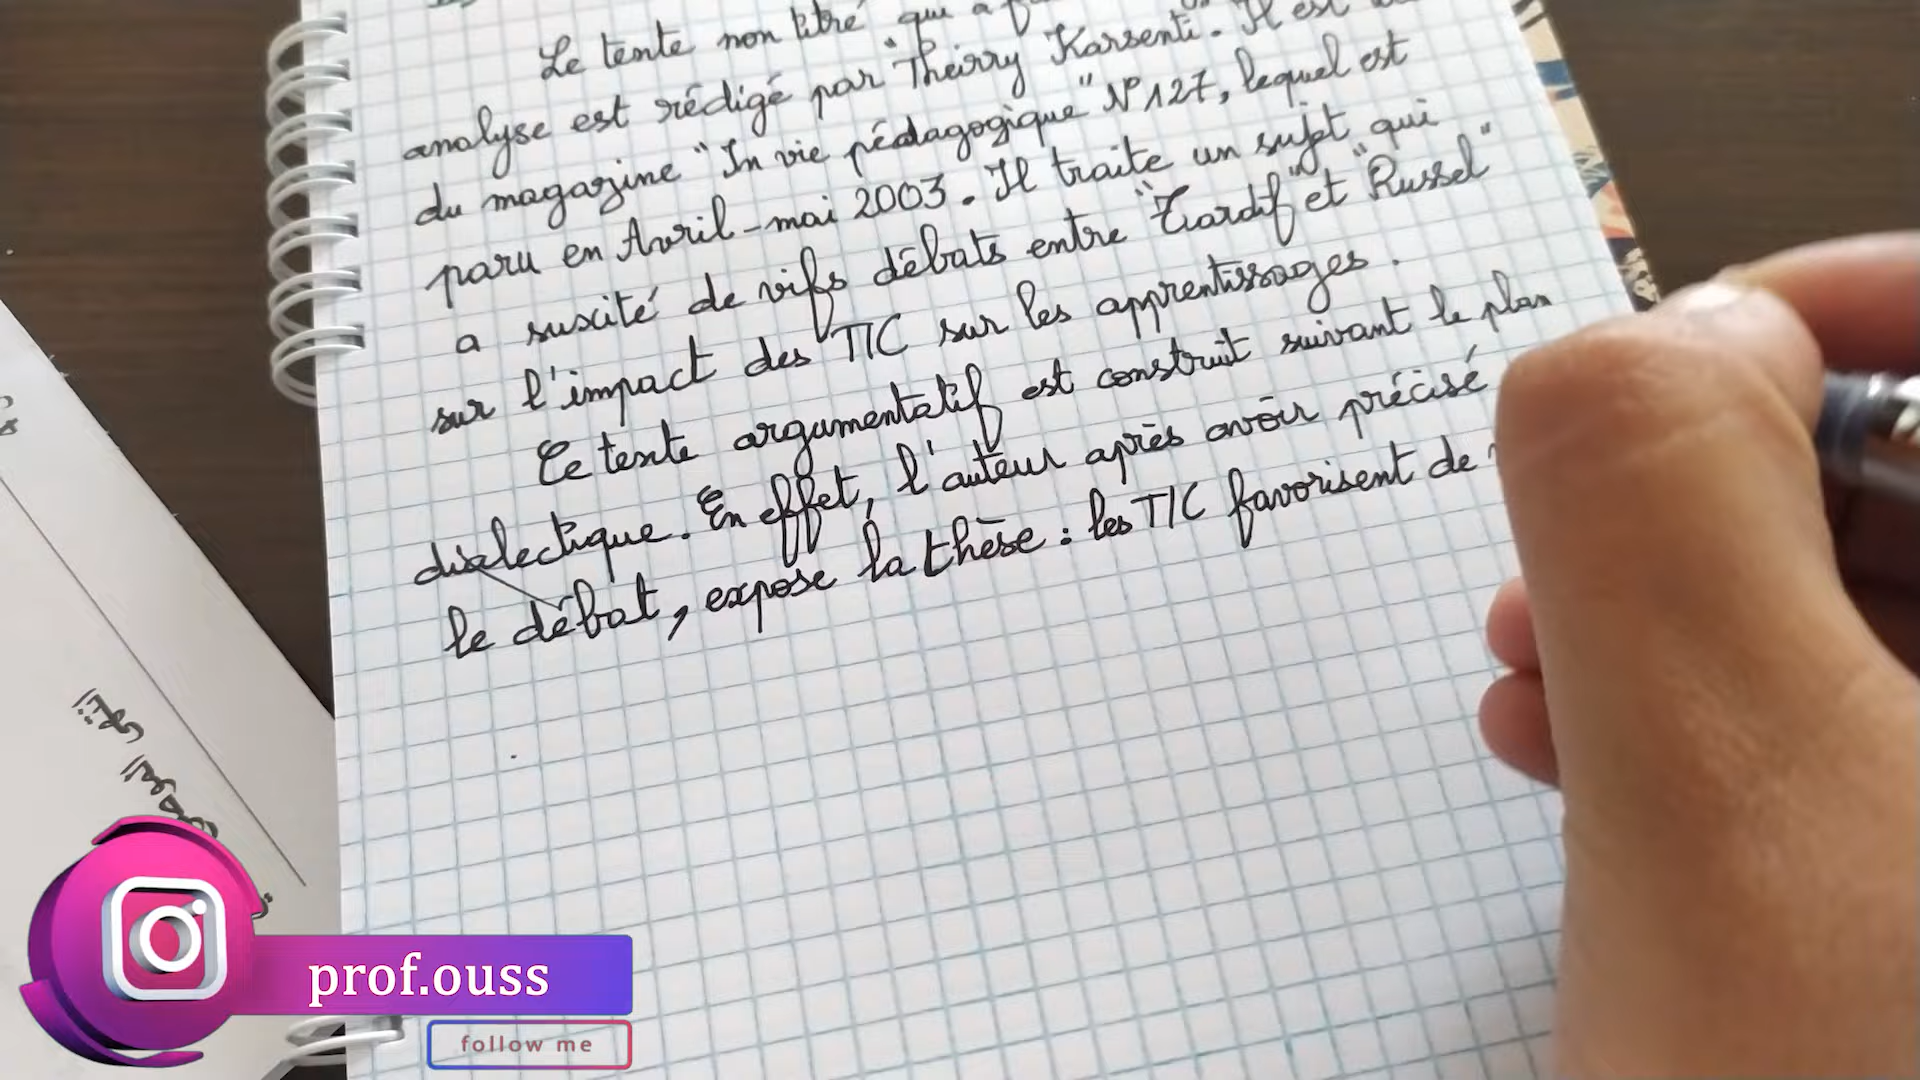 Le texte non titré qui a f
analyse est rédigé par "Theirry Karsenti". Il est
du magazine "In vie pédagogique" N°127, lequel est
paru en Avril-mai 2003. Il traite un sujet qui
a suscité de vifs débats entre "Tardif" et "Russel"
sur l'impact des TIC sur les apprentissages.
Ce texte argumentatif est construit suivant le plan
dialectique. En effet, l'auteur après avoir précisé
le débat, expose la thèse : les TIC favorisent de
prof.ouss
follow me